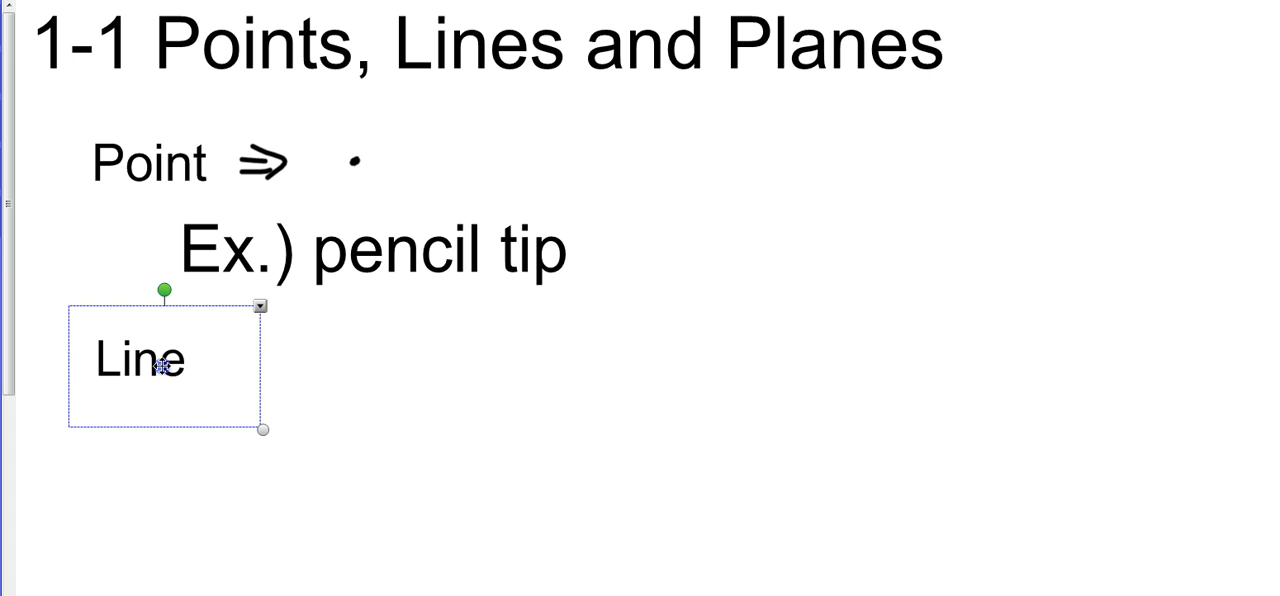 1-1 Points, Lines and Planes
Point ⇒ •
Ex.) pencil tip
Line